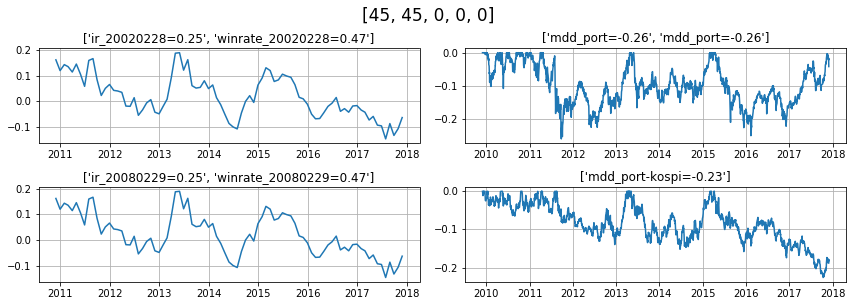 [45, 45, 0, 0, 0]
['ir_20020228=0.25', 'winrate_20020228=0.47']
0.2
0.1
0.0
−0.1
2011 2012 2013 2014 2015 2016 2017 2018
['mdd_port=-0.26', 'mdd_port=-0.26']
0.0
−0.1
−0.2
2010 2011 2012 2013 2014 2015 2016 2017 2018
['ir_20080229=0.25', 'winrate_20080229=0.47']
0.2
0.1
0.0
−0.1
2011 2012 2013 2014 2015 2016 2017 2018
['mdd_port-kospi=-0.23']
0.0
−0.1
−0.2
2010 2011 2012 2013 2014 2015 2016 2017 2018